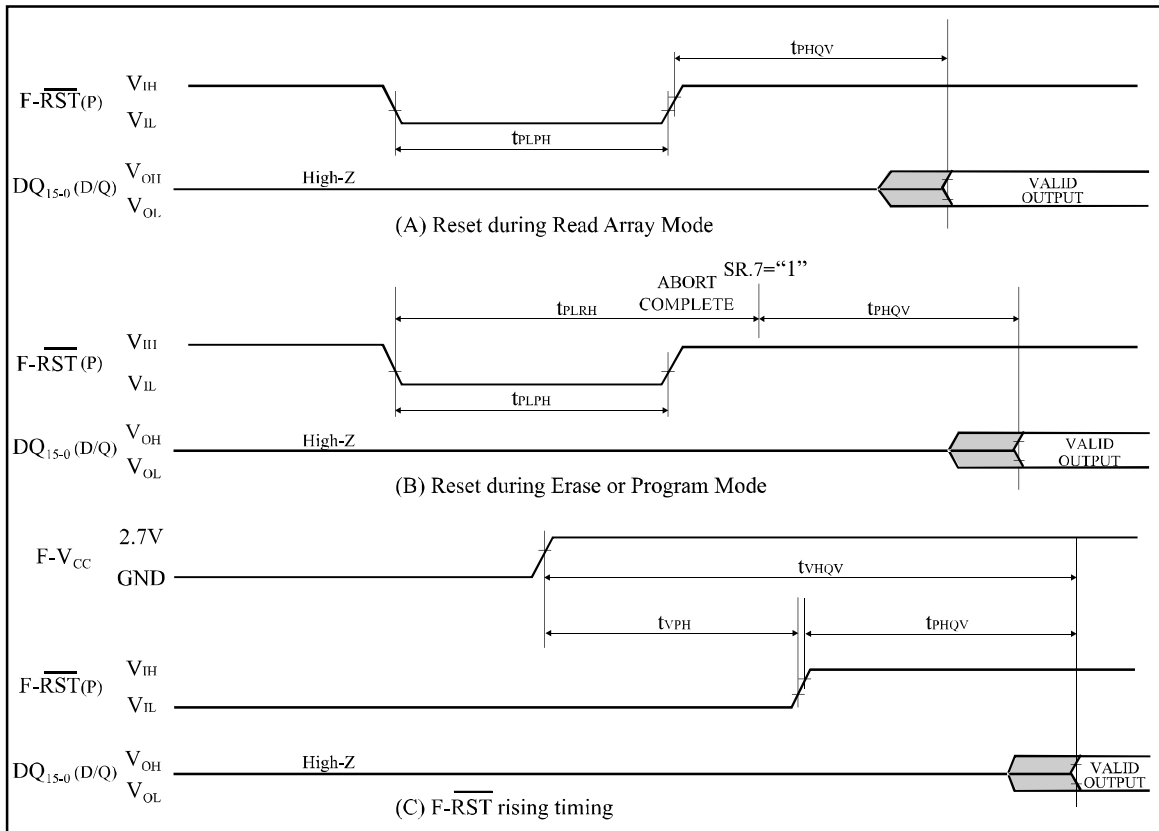 tPHQV
VIH
F-RST(P)
VIL
tPLPH
VOH
DQ15-0 (D/Q)
High-Z
VALID
OUTPUT
VOL
(A) Reset during Read Array Mode
SR.7=“1”
ABORT
COMPLETE
tPLRH
tPHQV
VIH
F-RST(P)
VIL
tPLPH
VOH
DQ15-0 (D/Q)
High-Z
VALID
OUTPUT
VOL
(B) Reset during Erase or Program Mode
2.7V
F-VCC
GND
tVHQV
tVPH
tPHQV
VIH
F-RST(P)
VIL
VOH
DQ15-0 (D/Q)
High-Z
VALID
OUTPUT
VOL
(C) F-RST rising timing